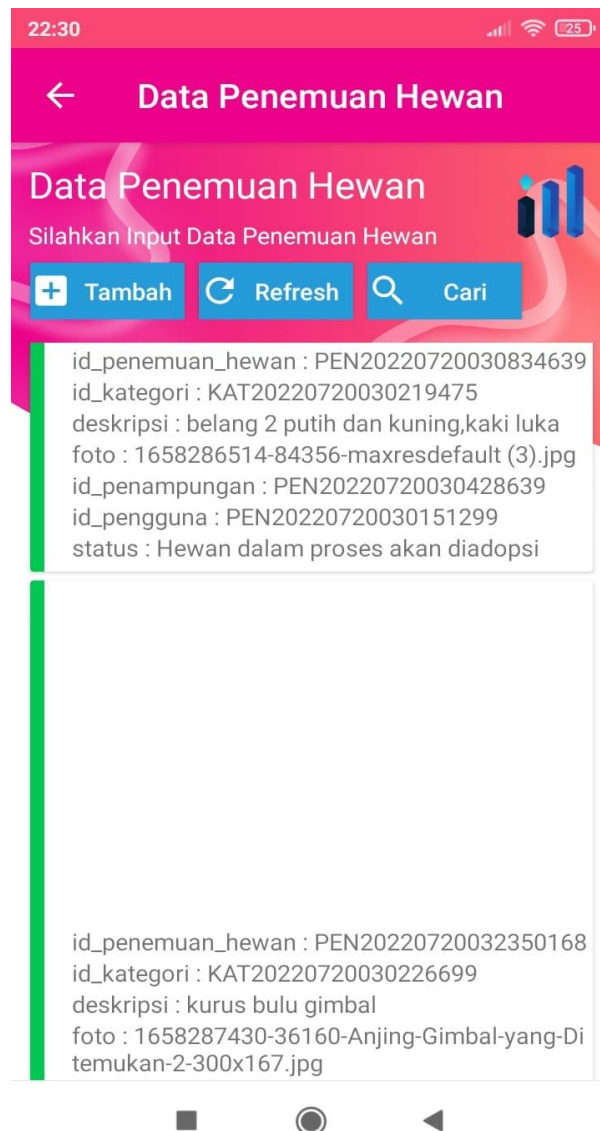 22:30
25
Data Penemuan Hewan
Data Penemuan Hewan
Silahkan Input Data Penemuan Hewan
Tambah Refresh Cari
id_penemuan_hewan : PEN20220720030834639
id_kategori : KAT20220720030219475
deskripsi : belang 2 putih dan kuning,kaki luka
foto : 1658286514-84356-maxresdefault (3).jpg
id_penampungan : PEN20220720030428639
id_pengguna : PEN20220720030151299
status : Hewan dalam proses akan diadopsi
id_penemuan_hewan : PEN20220720032350168
id_kategori : KAT20220720030226699
deskripsi : kurus bulu gimbal
foto : 1658287430-36160-Anjing-Gimbal-yang-Di
temukan-2-300x167.jpg